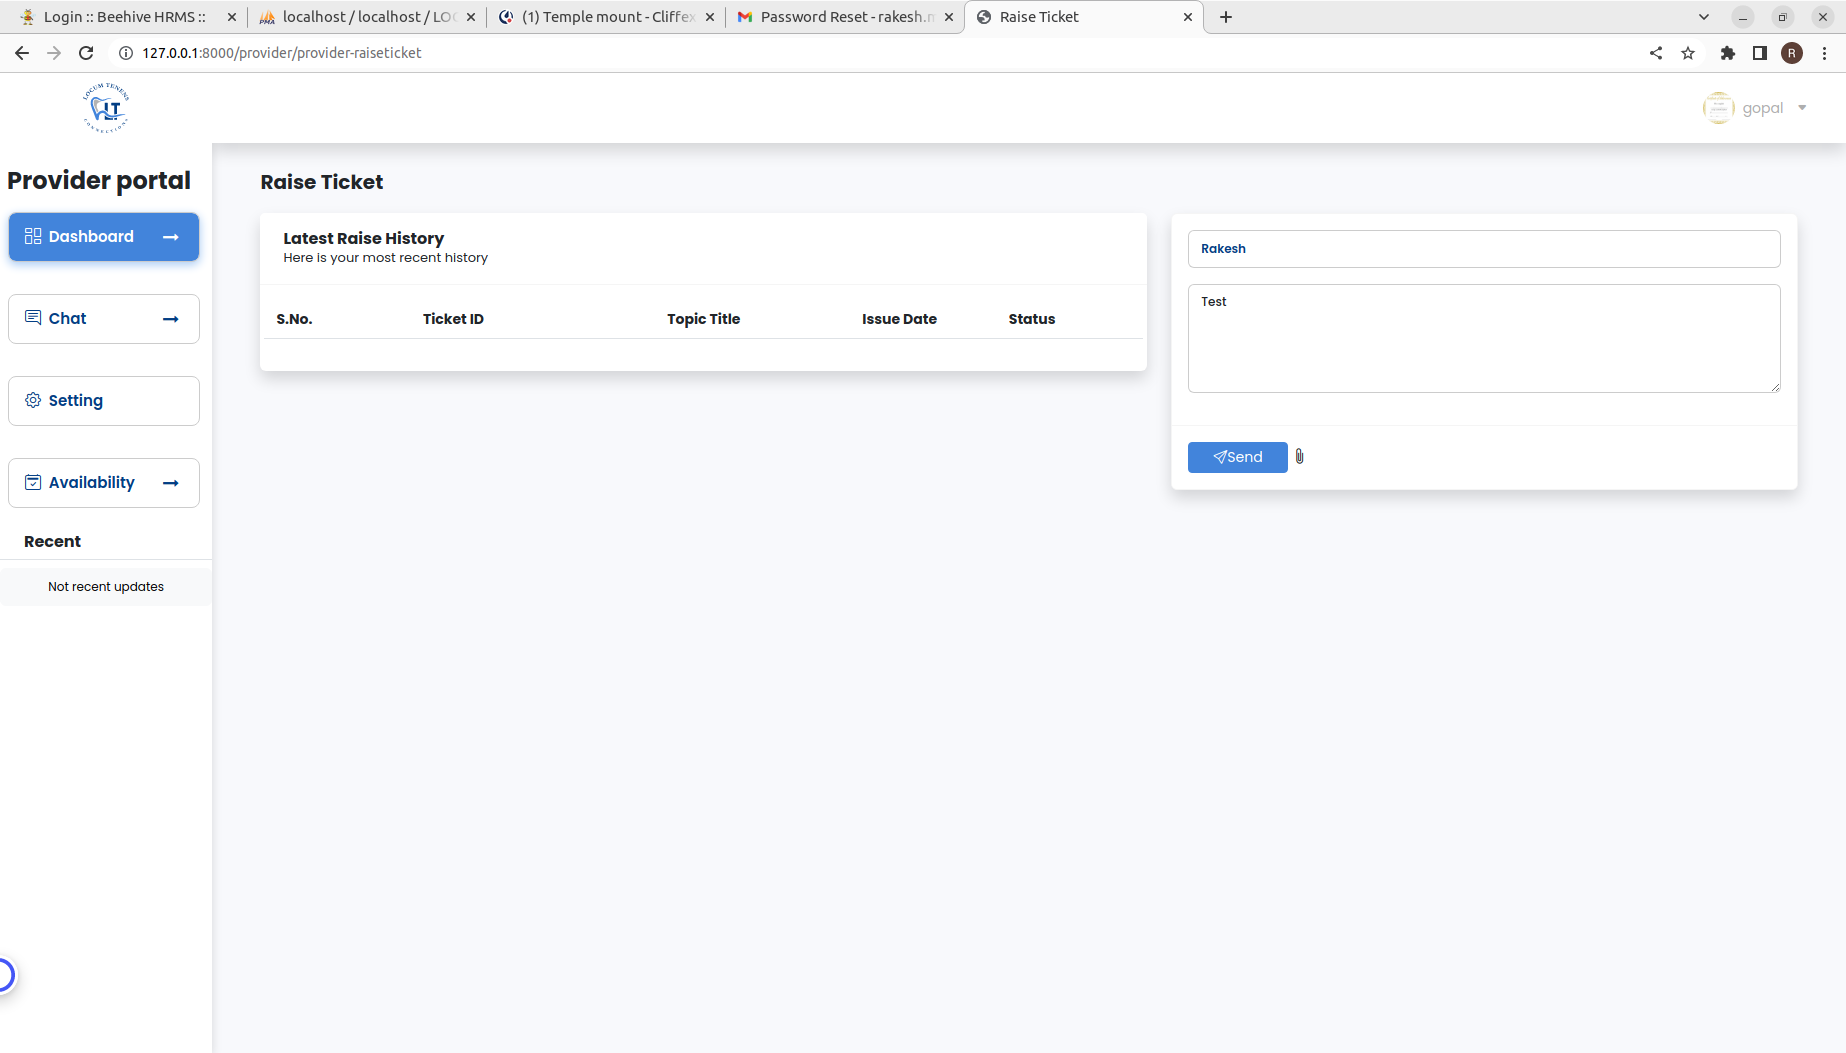 Login :: Beehive HRMS ::
localhost / localhost / LOC
(1) Temple mount - Cliffex
Password Reset - rakesh.m
Raise Ticket
127.0.0.1:8000/provider/provider-raiseticket
R
LOCUM TENENS
LT
CONNECTIONS
gopal
Provider portal
Dashboard
Chat
Setting
Availability
Recent
Not recent updates
Raise Ticket
Latest Raise History
Here is your most recent history
S.No. Ticket ID Topic Title Issue Date Status
Rakesh
Test
Send